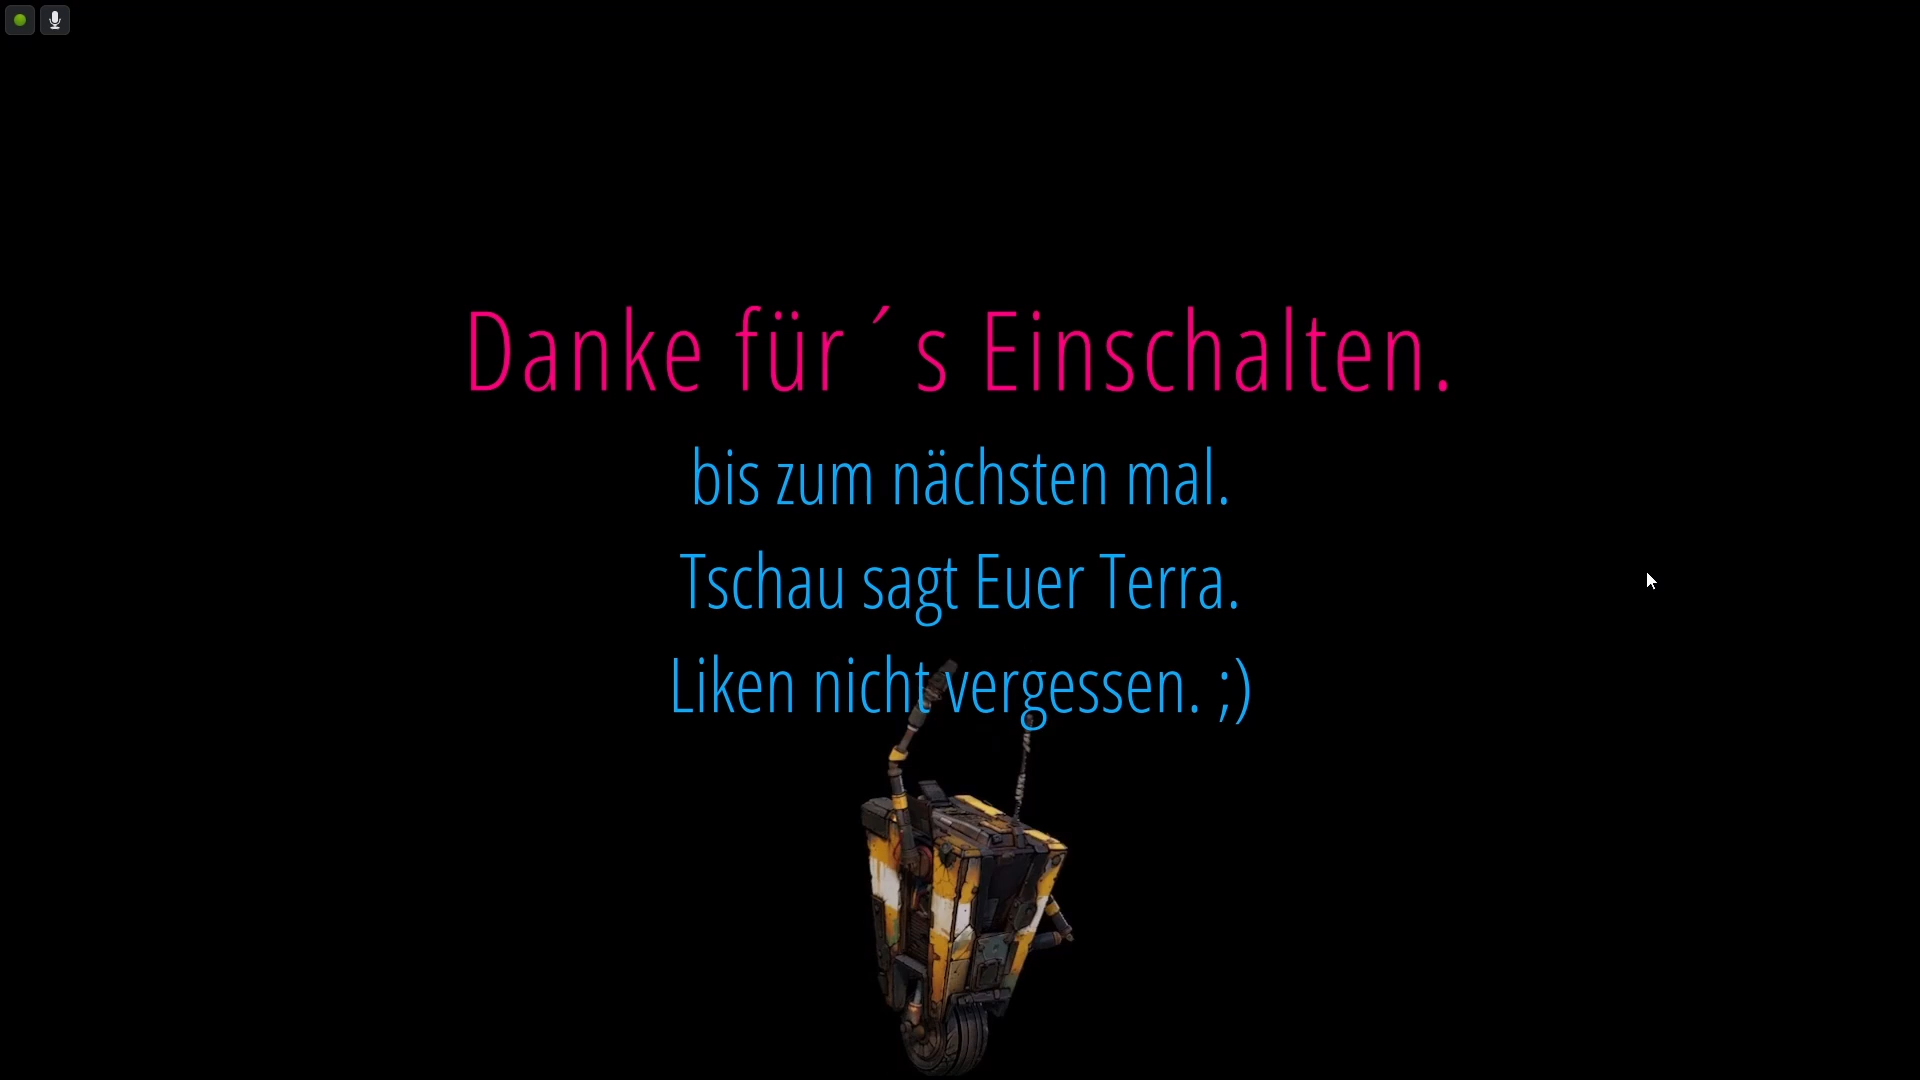 Danke für´s Einschalten.
bis zum nächsten mal.
Tschau sagt Euer Terra.
Liken nicht vergessen. ;)